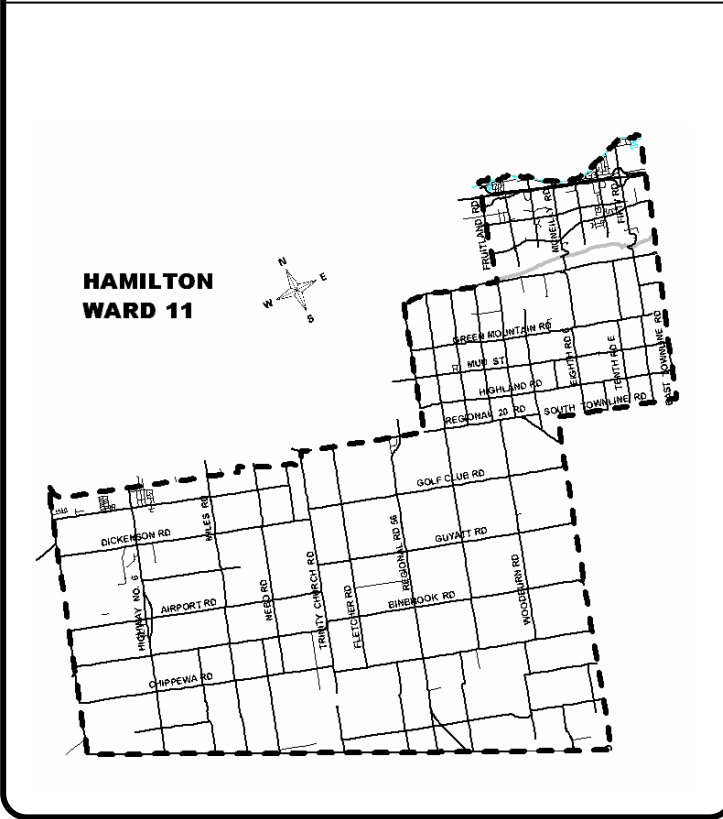 HAMILTON
WARD 11
N
E
W
S
FRUITLAND RD
MCNEILLY RD
FIFTY RD
GREEN MOUNTAIN RD
MUD ST
HIGHLAND RD
EIGHTH RD E
TENTH RD E
EAST TOWNLINE RD
REGIONAL 20 RD
SOUTH TOWNLINE RD
GOLF CLUB RD
DICKENSON RD
MILES RD
REGIONAL RD 56
GUYATT RD
HIGHWAY NO. 6
AIRPORT RD
NEBO RD
TRINITY CHURCH RD
FLETCHER RD
BINBROOK RD
WOODBURN RD
CHIPPEWA RD